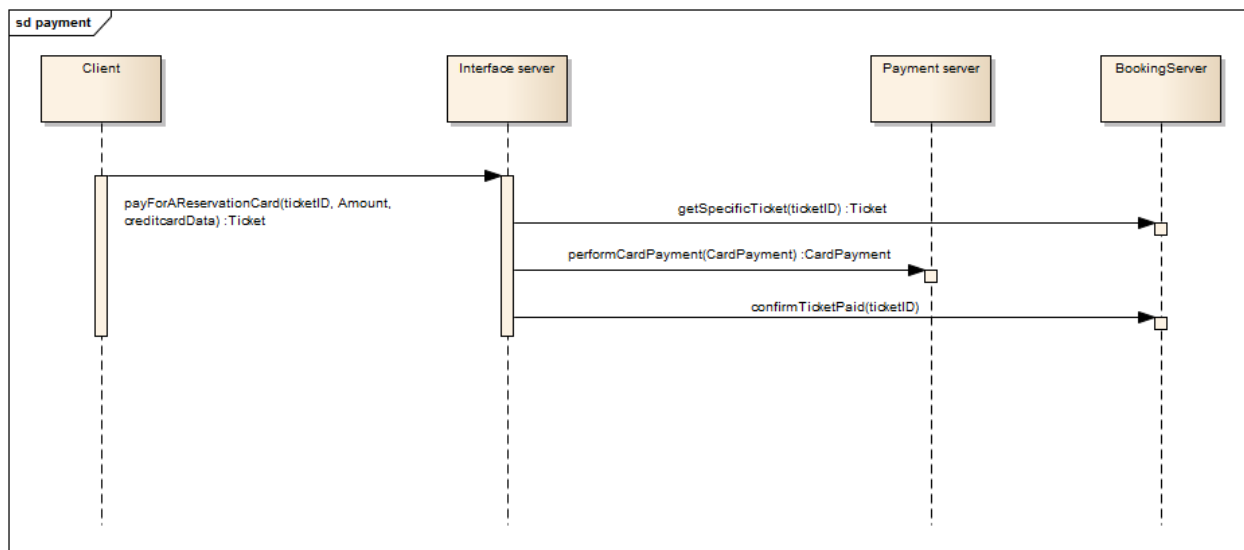 sd payment
Client
Interface server
Payment server
BookingServer
payForAReservationCard(ticketID, Amount,
creditcardData) :Ticket
getSpecificTicket(ticketID) :Ticket
performCardPayment(CardPayment) :CardPayment
confirmTicketPaid(ticketID)